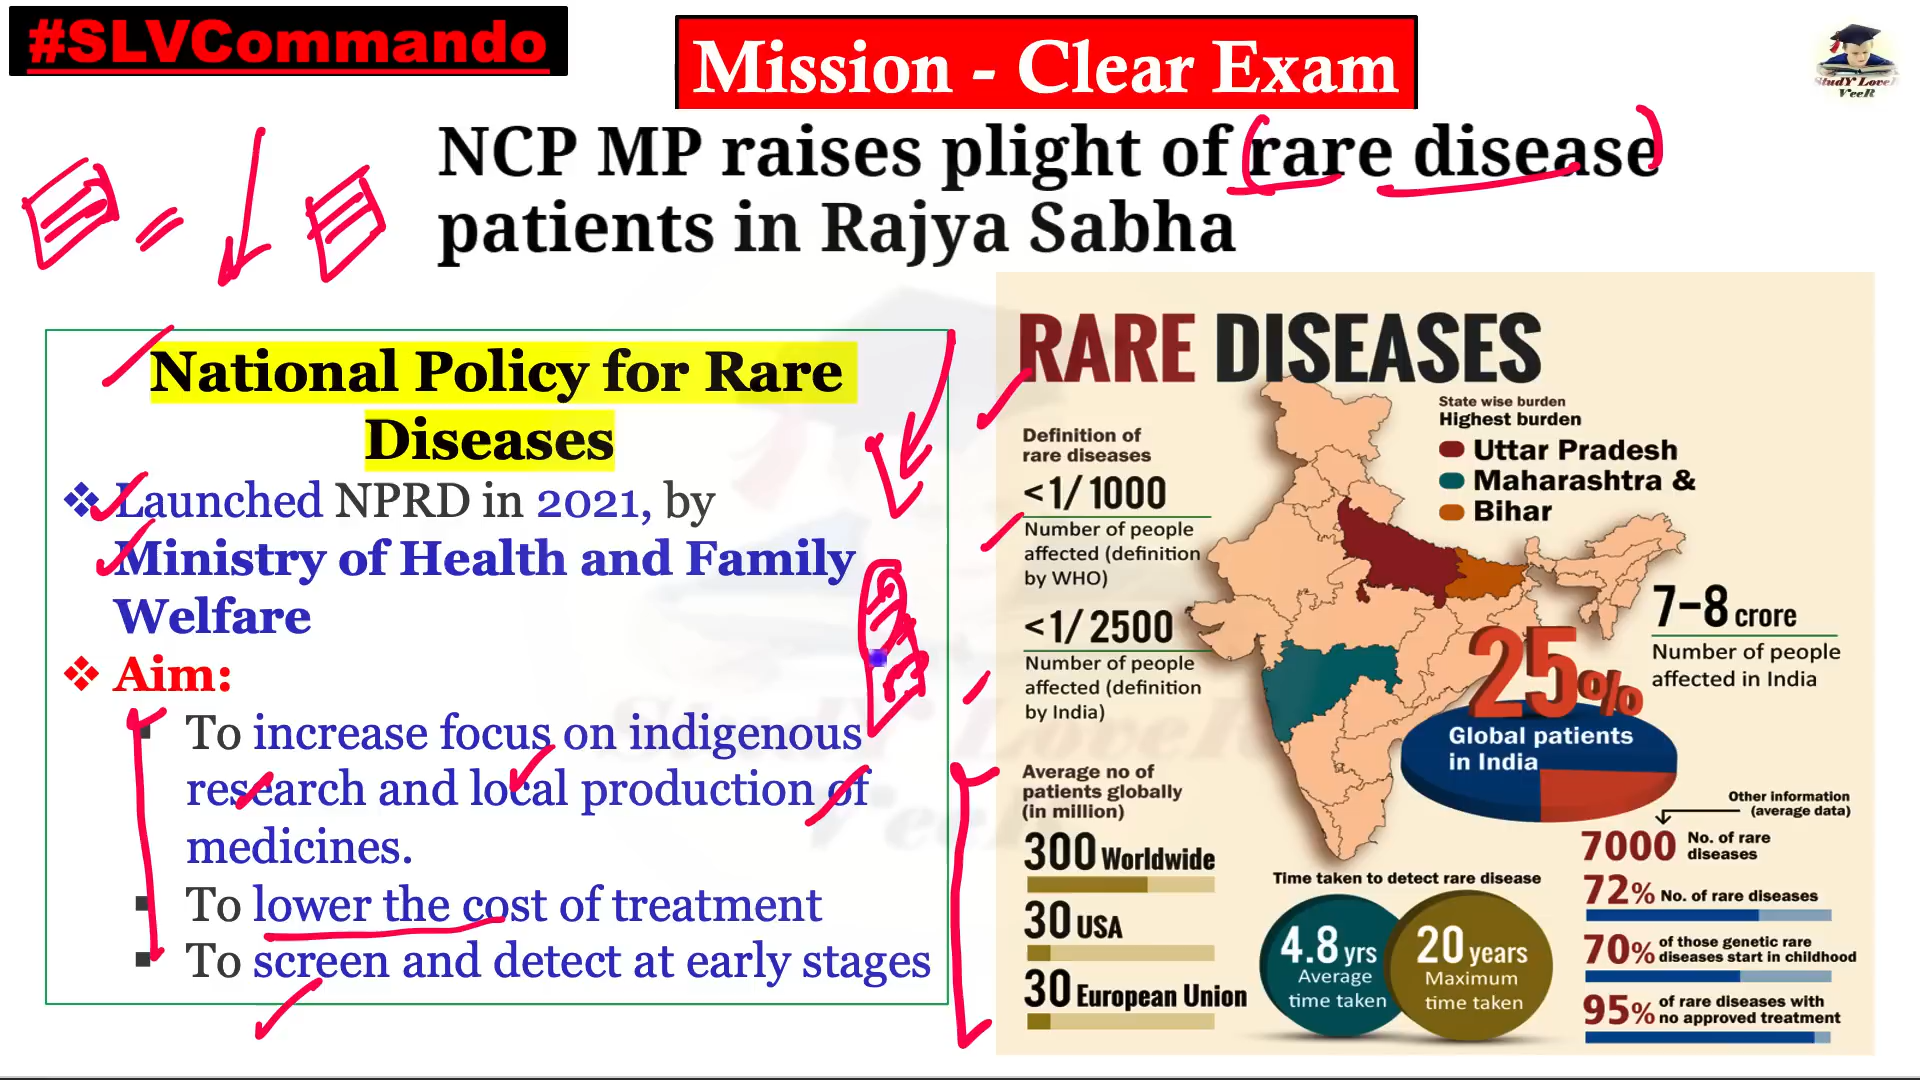 #SLVCommando
Mission - Clear Exam
StudY LoveR
VeeR
NCP MP raises plight of rare disease
patients in Rajya Sabha
National Policy for Rare
Diseases
❖ Launched NPRD in 2021, by
Ministry of Health and Family
Welfare
❖ Aim:
▪ To increase focus on indigenous
research and local production of
medicines.
▪ To lower the cost of treatment
▪ To screen and detect at early stages
RARE DISEASES
Definition of
rare diseases
<1/1000
Number of people
affected (definition
by WHO)
<1/2500
Number of people
affected (definition
by India)
Average no of
patients globally
(in million)
300 Worldwide
30 USA
30 European Union
State wise burden
Highest burden
Uttar Pradesh
Maharashtra &
Bihar
7-8 crore
Number of people
affected in India
25%
Global patients
in India
Time taken to detect rare disease
4.8 yrs
Average
time taken
20 years
Maximum
time taken
Other information
(average data)
7000 No. of rare
diseases
72% No. of rare diseases
70% of those genetic rare
diseases start in childhood
95% of rare diseases with
no approved treatment
StudY LoveR
VeeR